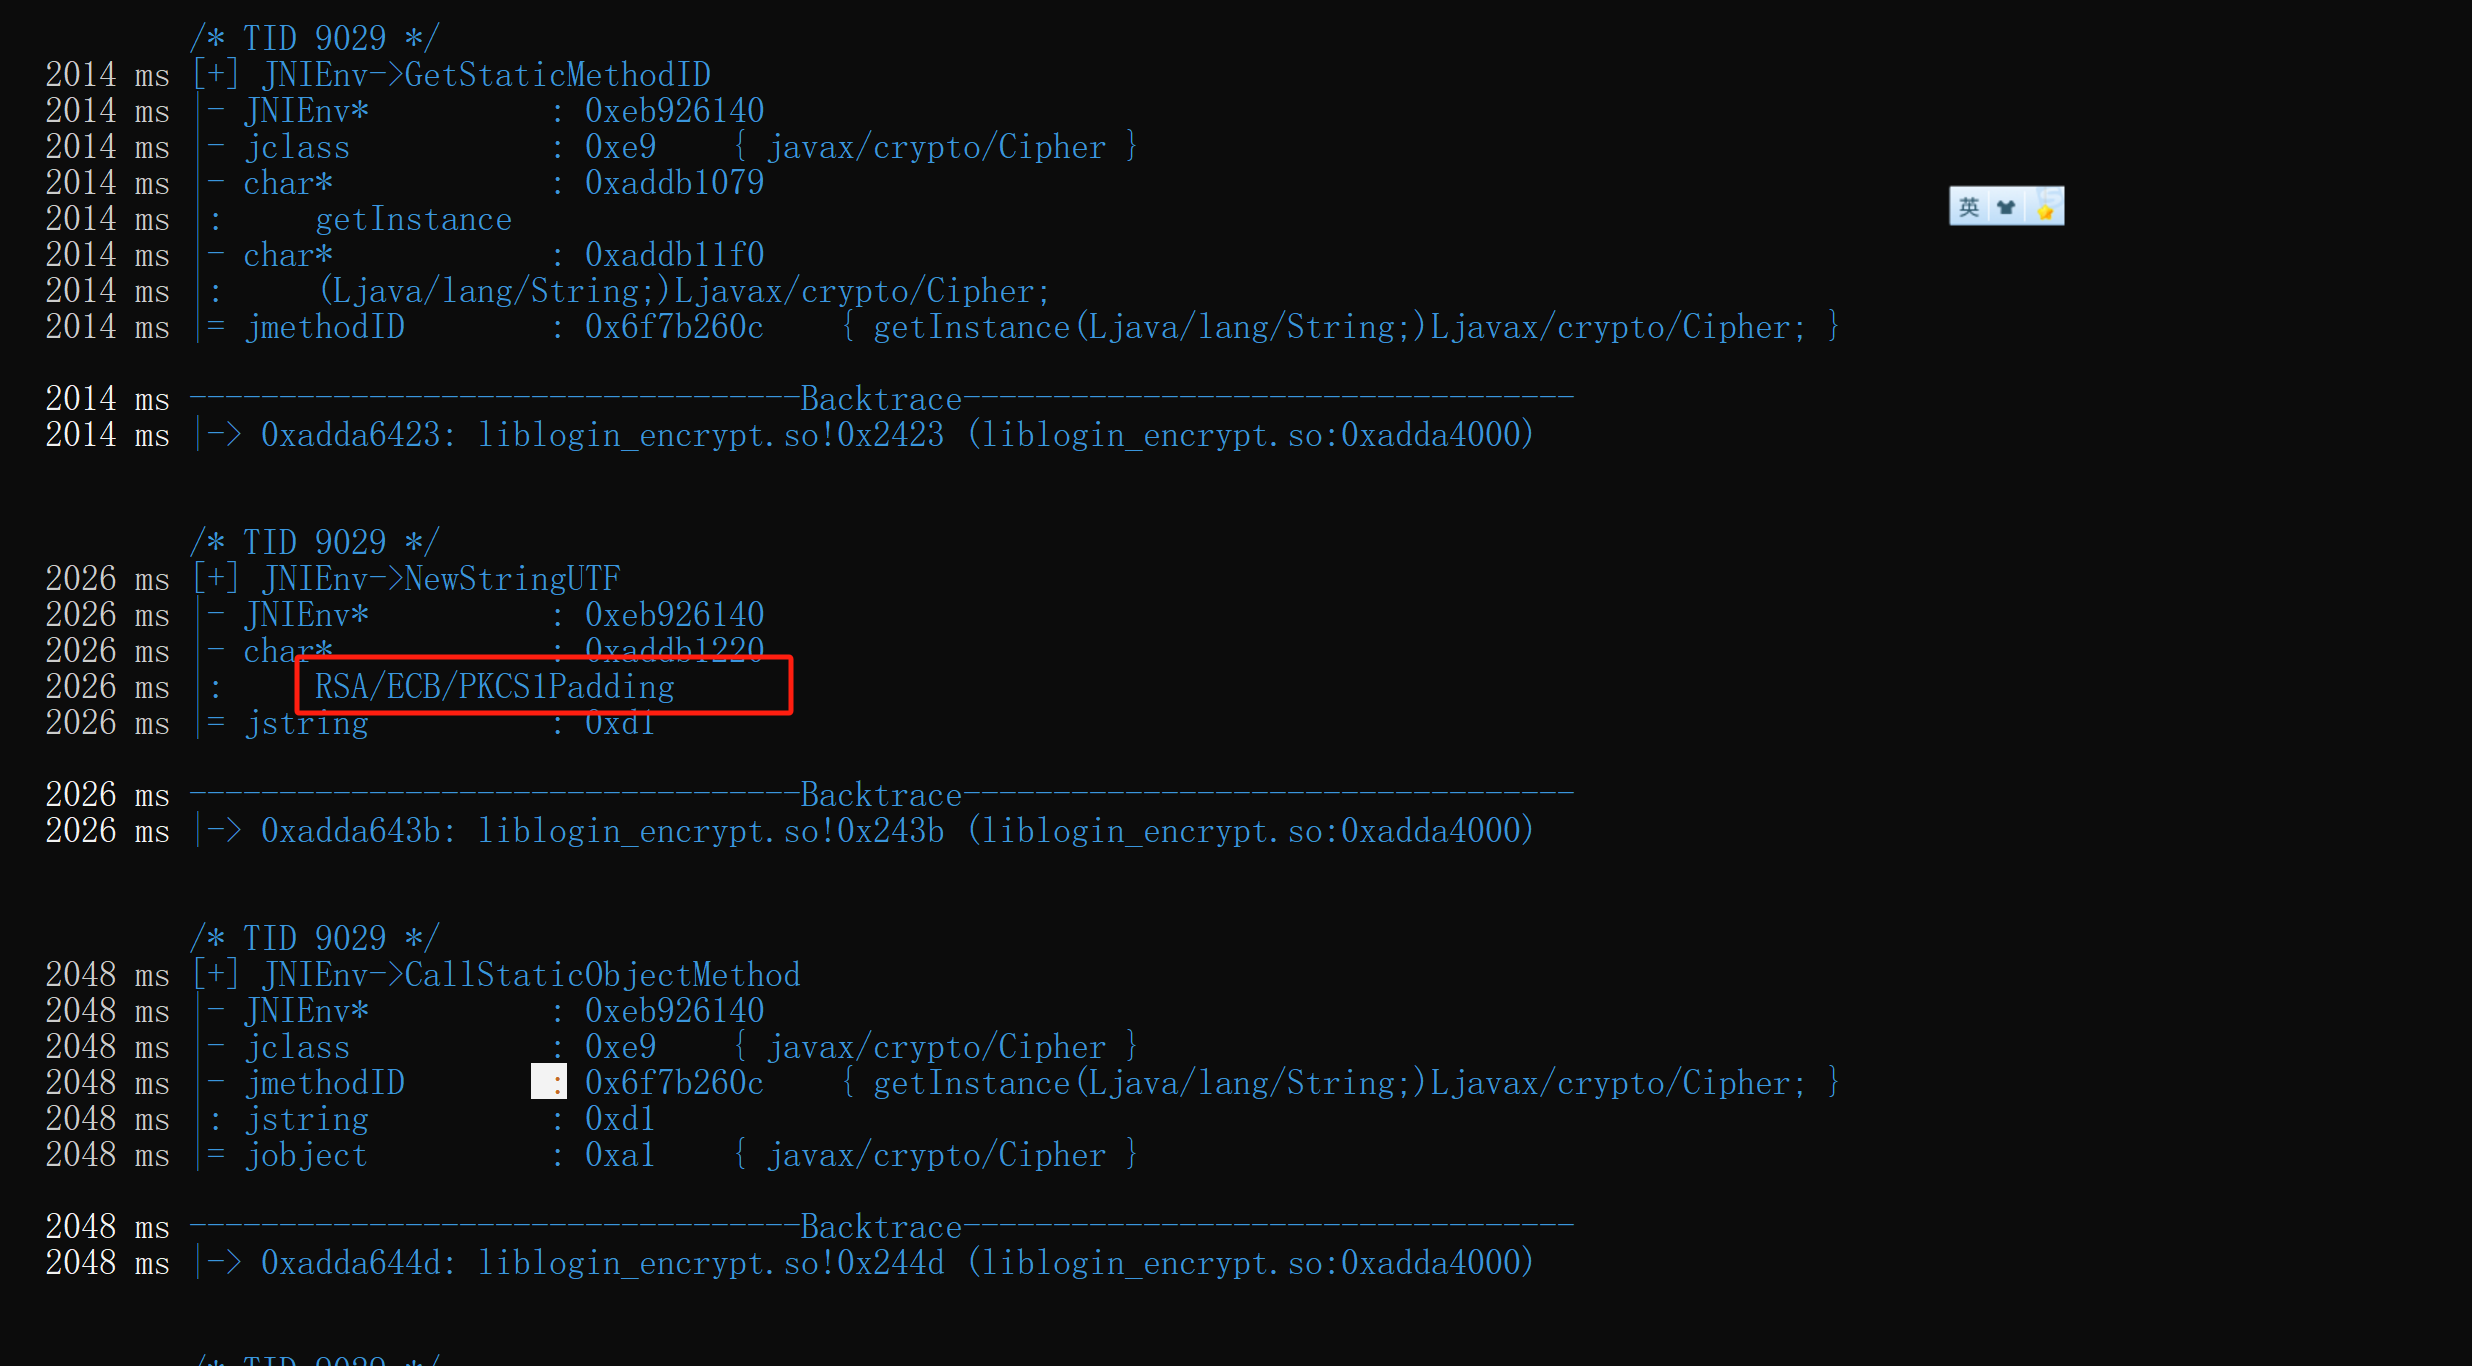 /* TID 9029 */
2014 ms [+] JNIEnv->GetStaticMethodID
2014 ms |- JNIEnv* : 0xeb926140
2014 ms |- jclass : 0xe9 { javax/crypto/Cipher }
2014 ms |- char* : 0xaddb1079
2014 ms |: getInstance
2014 ms |- char* : 0xaddb11f0
2014 ms |: (Ljava/lang/String;)Ljavax/crypto/Cipher;
2014 ms |= jmethodID : 0x6f7b260c { getInstance(Ljava/lang/String;)Ljavax/crypto/Cipher; }
2014 ms ----------------------------------Backtrace----------------------------------
2014 ms |-> 0xadda6423: liblogin_encrypt.so!0x2423 (liblogin_encrypt.so:0xadda4000)
/* TID 9029 */
2026 ms [+] JNIEnv->NewStringUTF
2026 ms |- JNIEnv* : 0xeb926140
2026 ms |- char* : 0xaddb1220
2026 ms |: RSA/ECB/PKCS1Padding
2026 ms |= jstring : 0xd1
2026 ms ----------------------------------Backtrace----------------------------------
2026 ms |-> 0xadda643b: liblogin_encrypt.so!0x243b (liblogin_encrypt.so:0xadda4000)
/* TID 9029 */
2048 ms [+] JNIEnv->CallStaticObjectMethod
2048 ms |- JNIEnv* : 0xeb926140
2048 ms |- jclass : 0xe9 { javax/crypto/Cipher }
2048 ms |- jmethodID : 0x6f7b260c { getInstance(Ljava/lang/String;)Ljavax/crypto/Cipher; }
2048 ms |: jstring : 0xd1
2048 ms |= jobject : 0xa1 { javax/crypto/Cipher }
2048 ms ----------------------------------Backtrace----------------------------------
2048 ms |-> 0xadda644d: liblogin_encrypt.so!0x244d (liblogin_encrypt.so:0xadda4000)
/* TID 9029 */
英